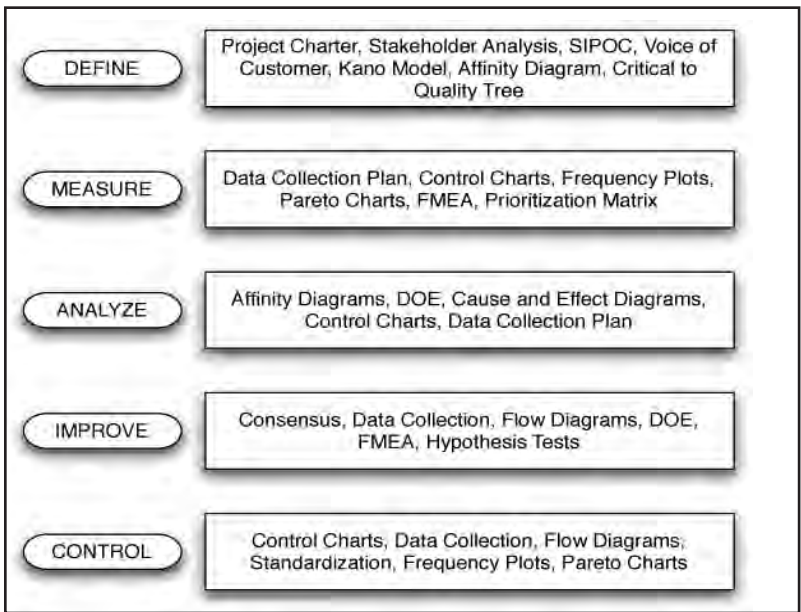 DEFINE
Project Charter, Stakeholder Analysis, SIPOC, Voice of
Customer, Kano Model, Affinity Diagram, Critical to
Quality Tree
MEASURE
Data Collection Plan, Control Charts, Frequency Plots,
Pareto Charts, FMEA, Prioritization Matrix
ANALYZE
Affinity Diagrams, DOE, Cause and Effect Diagrams,
Control Charts, Data Collection Plan
IMPROVE
Consensus, Data Collection, Flow Diagrams, DOE,
FMEA, Hypothesis Tests
CONTROL
Control Charts, Data Collection, Flow Diagrams,
Standardization, Frequency Plots, Pareto Charts